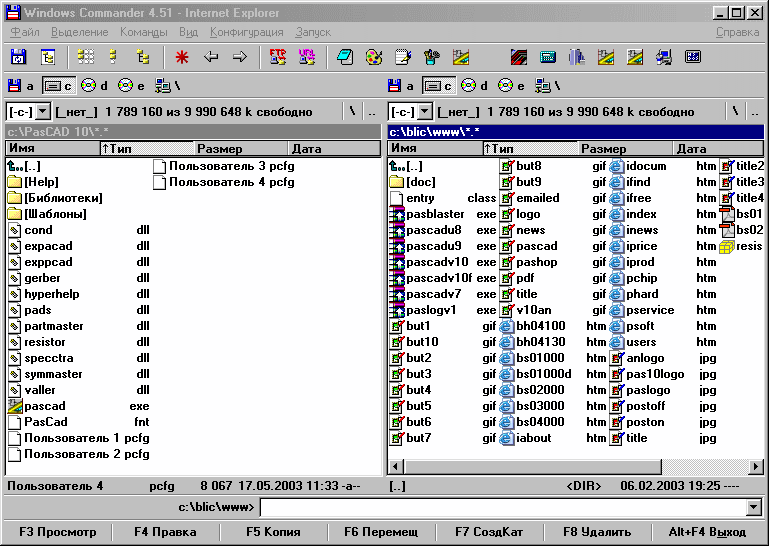 Windows Commander 4.51 - Internet Explorer
Файл Выделение Команды Вид Конфигурация Запуск Справка
FTP URL
a c d e \ a c d e \
[-c-] [_нет_] 1 789 160 из 9 990 648 k свободно \ .. [-c-] [_нет_] 1 789 160 из 9 990 648 k свободно \ ..
c:\PasCAD 10\*.* c:\blic\www\*.*
Имя ↑Тип Размер Дата Имя ↑Тип Размер Дата
[..] Пользователь 3 pcfg [..] but8 gif idocum htm title2
[Help] Пользователь 4 pcfg [doc] but9 gif ifind htm title3
[Библиотеки] entry class emailed gif ifree htm title4
[Шаблоны] pasblaster exe logo gif index htm bs01
cond dll pascadu8 exe news gif inews htm bs02
expacad dll pascadu9 exe pascad gif iprice htm resis
exppcad dll pascadv10 exe pashop gif iprod htm
gerber dll pascadv10f exe pdf gif pchip htm
hyperhelp dll pascadv7 exe title gif phard htm
pads dll paslogv1 exe v10an gif pservice htm
partmaster dll but1 gif bh04100 htm psoft htm
resistor dll but10 gif bh04130 htm users htm
specctra dll but2 gif bs01000 htm anlogo jpg
symmaster dll but3 gif bs01000d htm pas10logo jpg
valler dll but4 gif bs02000 htm paslogo jpg
pascad exe but5 gif bs03000 htm postoff jpg
PasCad fnt but6 gif bs04000 htm poston jpg
Пользователь 1 pcfg but7 gif iabout htm title jpg
Пользователь 2 pcfg
Пользователь 4 pcfg 8 067 17.05.2003 11:33 -a-- [..] <DIR> 06.02.2003 19:25 ----
c:\blic\www>
F3 Просмотр F4 Правка F5 Копия F6 Перемещ F7 СоздКат F8 Удалить Alt+F4 Выход